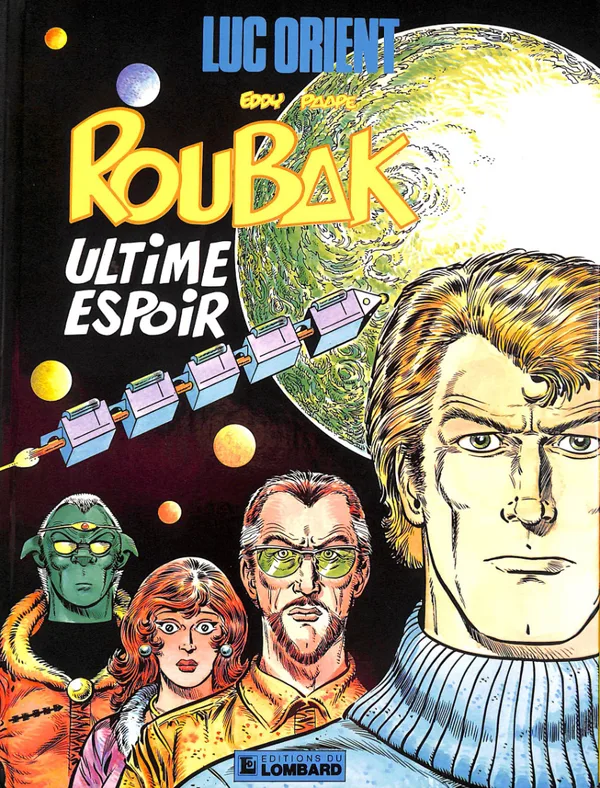 LUC ORIENT
EDDY PAAPE
ROUBAK
ULTIME
ESPOIR
EDITIONS DU
LOMBARD